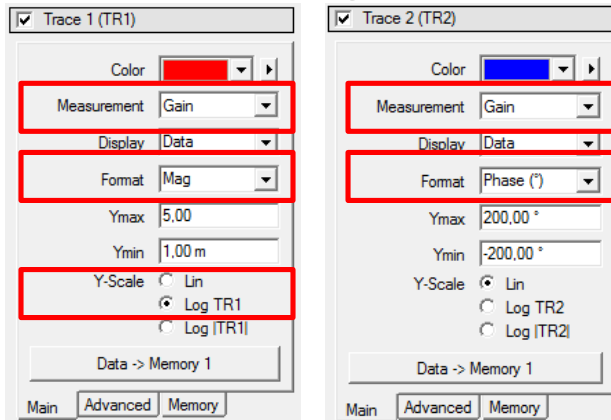 Trace 1 (TR1)
Color
Measurement Gain
Display Data
Format Mag
Ymax 5,00
Ymin 1,00 m
Y-Scale Lin
Log TR1
Log |TR1|
Data -> Memory 1
Main Advanced Memory
Trace 2 (TR2)
Color
Measurement Gain
Display Data
Format Phase (°)
Ymax 200,00 °
Ymin -200,00 °
Y-Scale Lin
Log TR2
Log |TR2|
Data -> Memory 1
Main Advanced Memory